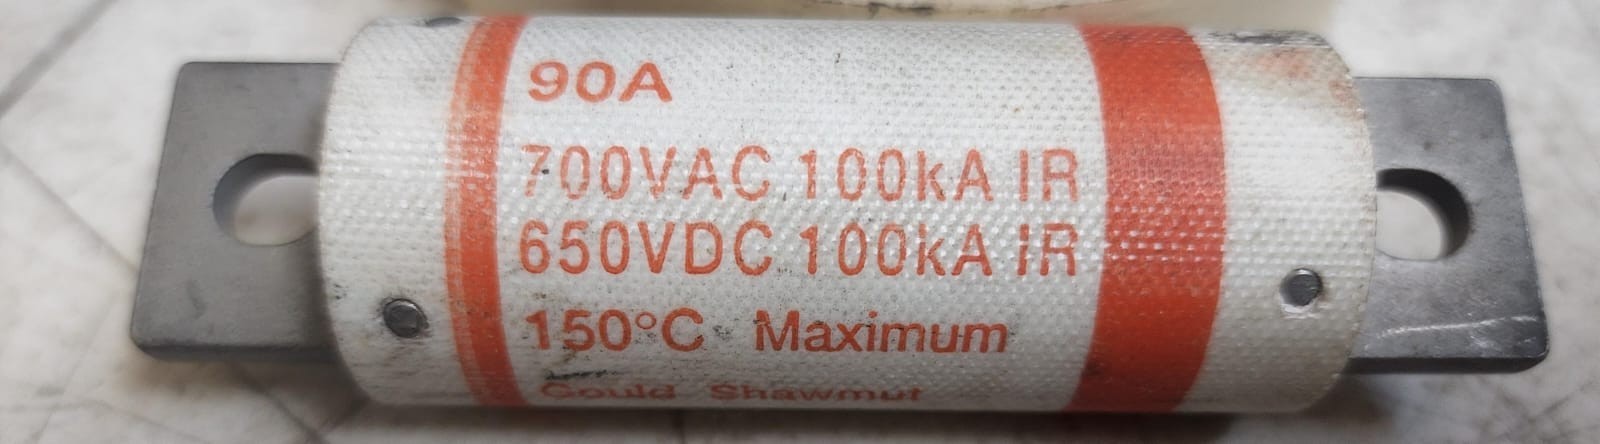 90A
700VAC 100kA IR
650VDC 100kA IR
150°C Maximum
Gould Shawmut